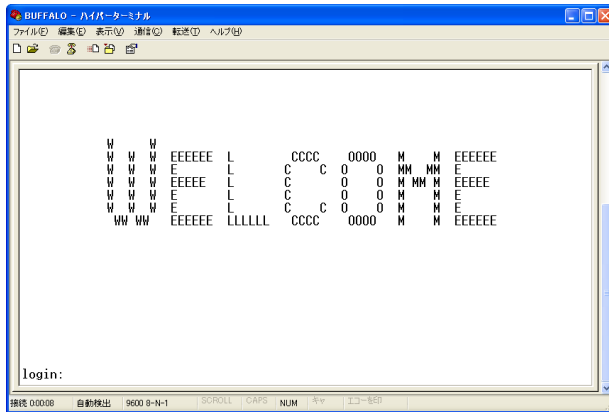 BUFFALO - ハイパーターミナル
ファイル(F) 編集(E) 表示(V) 通信(C) 転送(T) ヘルプ(H)
W     W
W  W  W  EEEEEE  L        CCCC    OOOO   M    M  EEEEEE
W  W  W  E       L       C    C  O    O  MM  MM  E
W  W  W  EEEEE   L       C       O    O  M MM M  EEEEE
W  W  W  E       L       C       O    O  M    M  E
W  W  W  E       L       C    C  O    O  M    M  E
 WW WW   EEEEEE  LLLLLL   CCCC    OOOO   M    M  EEEEEE
login:
接続 0:00:08 自動検出 9600 8-N-1 SCROLL CAPS NUM キャ エコーを印